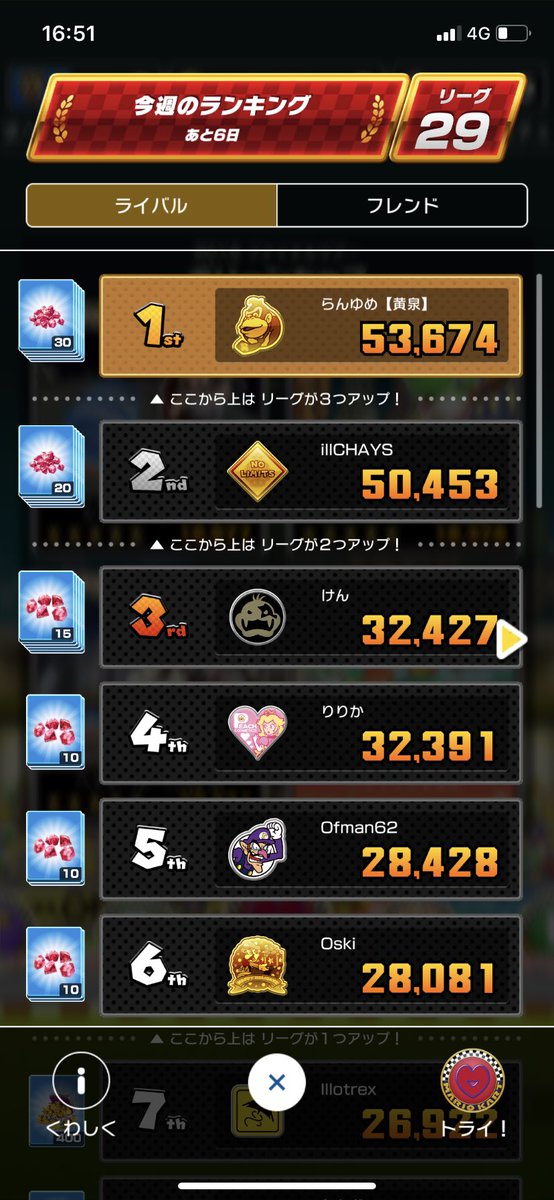 16:51
4G
今週のランキング
あと6日
リーグ
29
ライバル
フレンド
30
1st
らんゆめ【黄泉】
53,674
▲ ここから上は リーグが3つアップ！
20
2nd
NO LIMITS
illCHAYS
50,453
▲ ここから上は リーグが2つアップ！
15
3rd
けん
32,427
10
4th
PEACH
りりか
32,391
10
5th
Ofman62
28,428
10
6th
Oski
28,081
▲ ここから上は リーグが1つアップ！
400
7th
Illotrex
i
くわしく
×
MARIO KART
トライ！